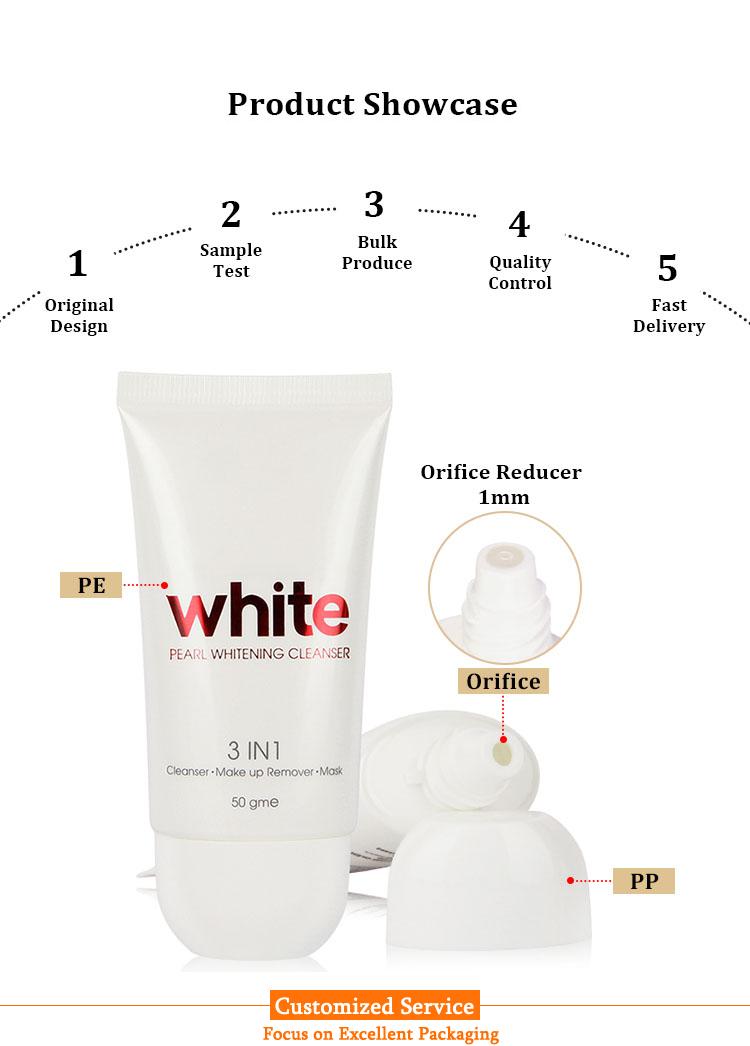 Product Showcase
1
Original
Design
2
Sample
Test
3
Bulk
Produce
4
Quality
Control
5
Fast
Delivery
Orifice Reducer
1mm
PE
white
PEARL WHITENING CLEANSER
Orifice
3 IN1
Cleanser·Make up Remover·Mask
50 gme
PP
Customized Service
Focus on Excellent Packaging